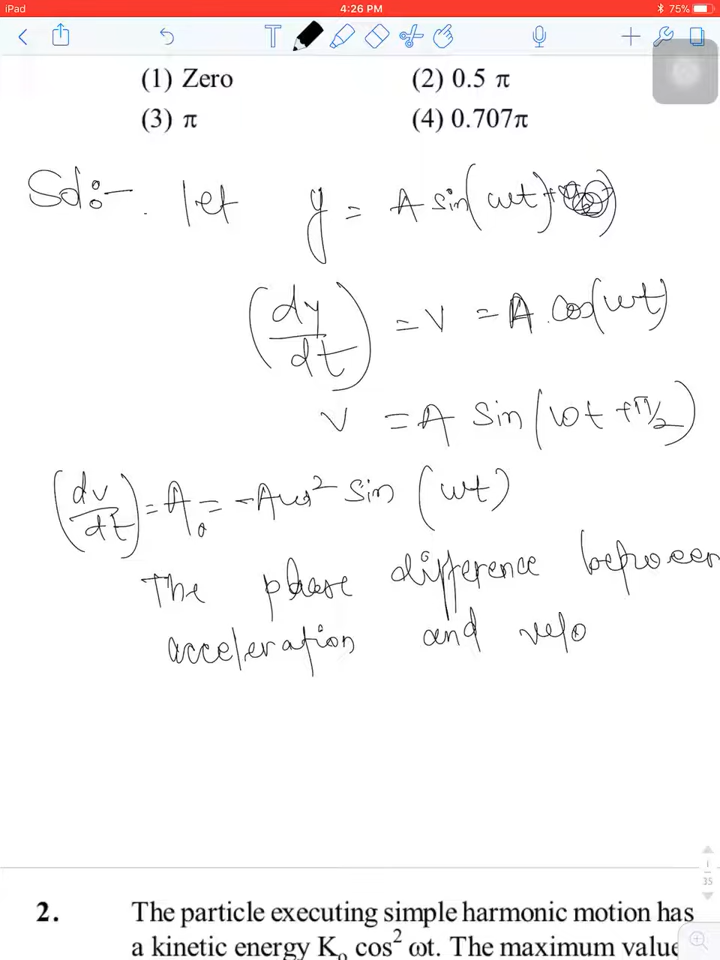 iPad 4:26 PM 75%
T
(1) Zero (2) 0.5 π
(3) π (4) 0.707π
Sol:- . let y = A sin(ωt)
(dy/dt) = V = A cos(ωt)
V = A Sin(ωt +π/2)
(dv/dt) = A₀ = -Aω² sin (ωt)
The phase difference between
acceleration and velo
1
35
2. The particle executing simple harmonic motion has
a kinetic energy K₀ cos² ωt. The maximum value